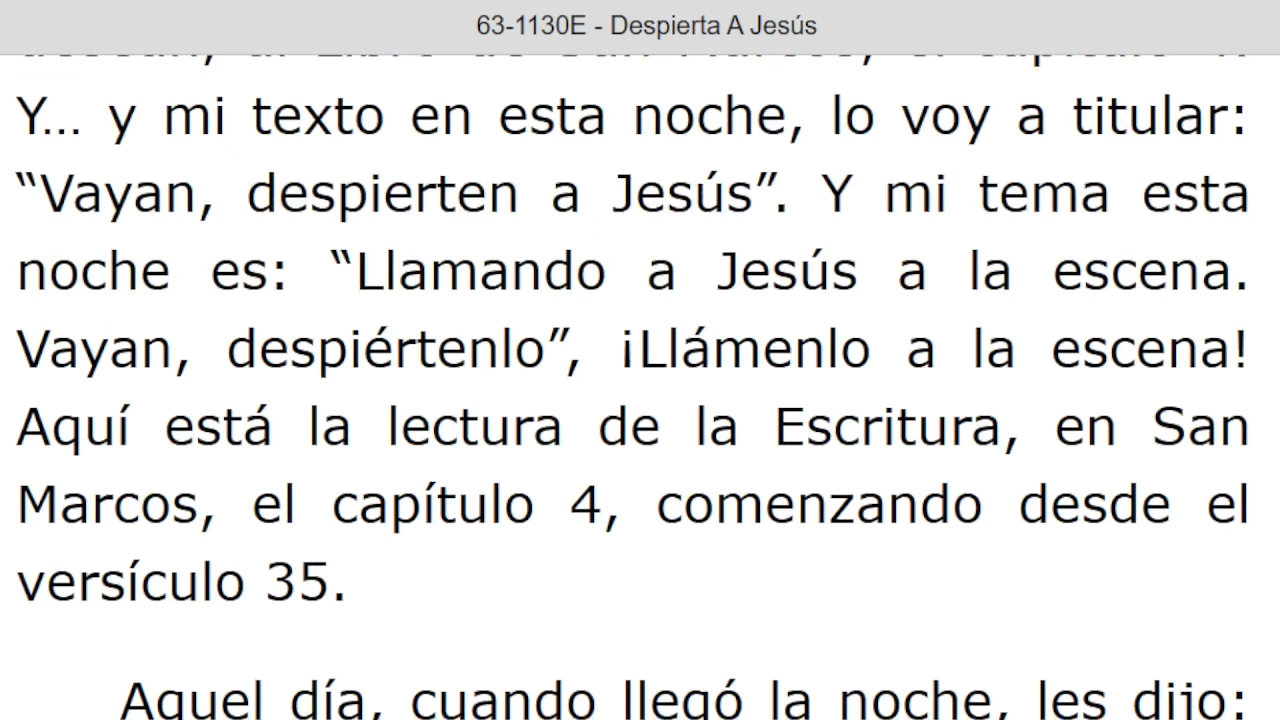 63-1130E - Despierta A Jesús
Y... y mi texto en esta noche, lo voy a titular:
“Vayan, despierten a Jesús”. Y mi tema esta
noche es: “Llamando a Jesús a la escena.
Vayan, despiértenlo”, ¡Llámenlo a la escena!
Aquí está la lectura de la Escritura, en San
Marcos, el capítulo 4, comenzando desde el
versículo 35.
Aquel día, cuando llegó la noche, les dijo: